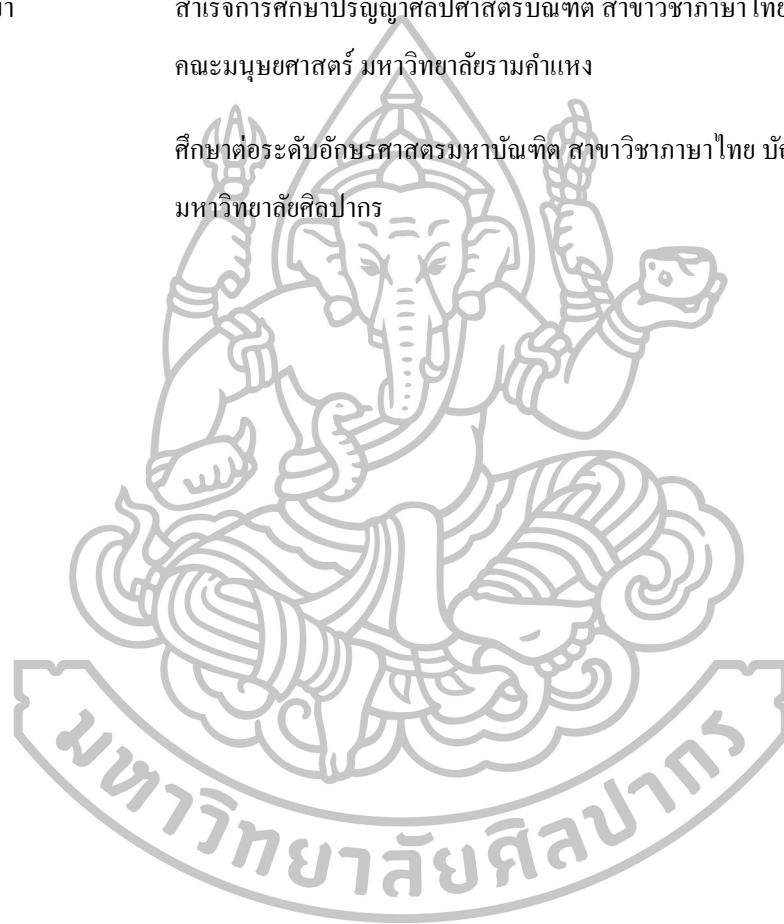 สำเร็จการศึกษาปริญญาศิลปศาสตรบัณฑิต สาขาวิชาภาษาไทย
คณะมนุษยศาสตร์ มหาวิทยาลัยรามคำแหง
ศึกษาต่อระดับอักษรศาสตรมหาบัณฑิต สาขาวิชาภาษาไทย
มหาวิทยาลัยศิลปากร
มหาวิทยาลัยศิลปากร